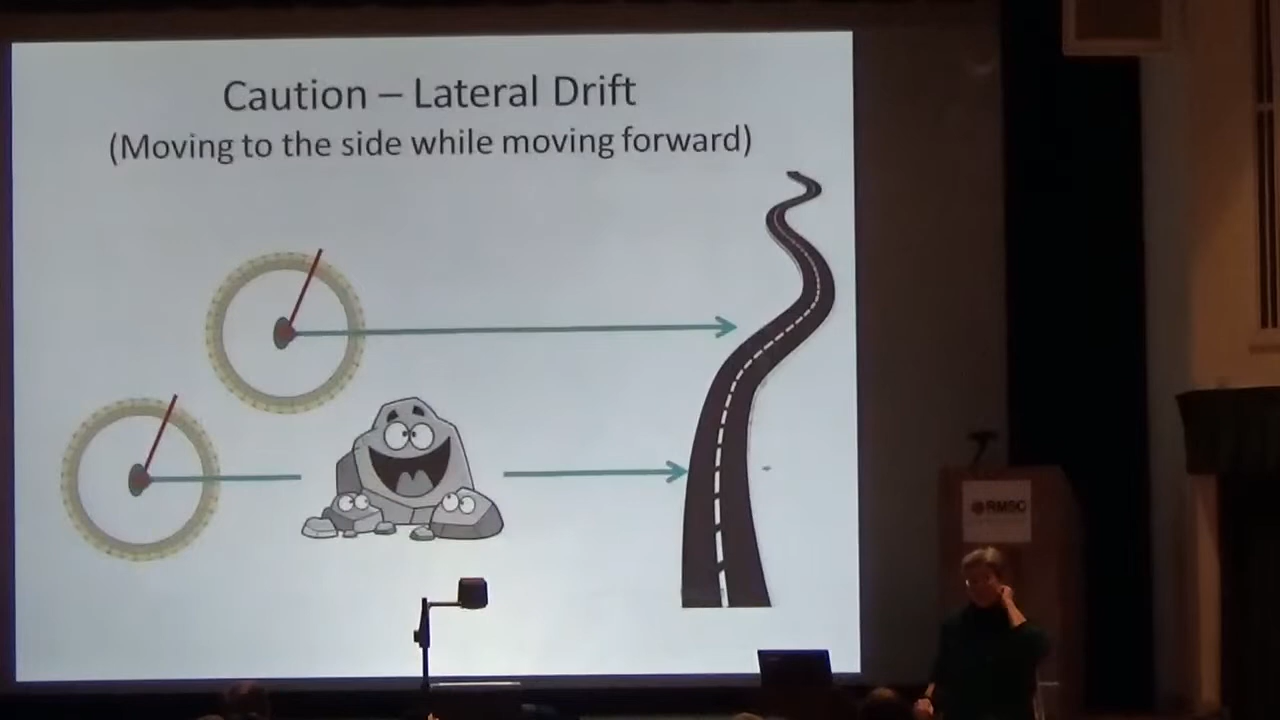 Caution – Lateral Drift
(Moving to the side while moving forward)
RMSC